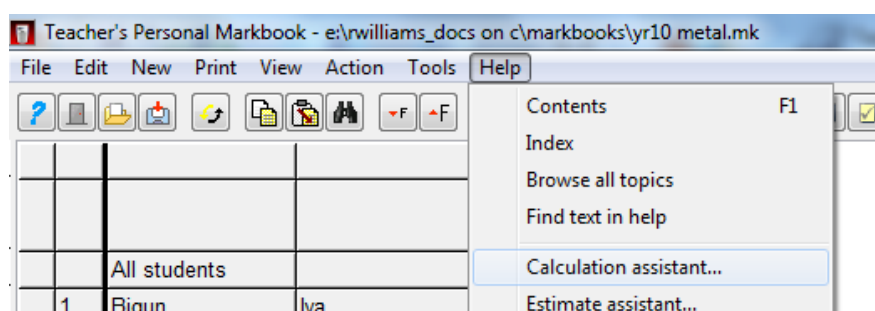 Teacher's Personal Markbook - e:\rwilliams_docs on c\markbooks\yr10 metal.mk
File Edit New Print View Action Tools Help
? F F
Contents F1
Index
Browse all topics
Find text in help
All students
Calculation assistant...
1 Bigun Iva
Estimate assistant...